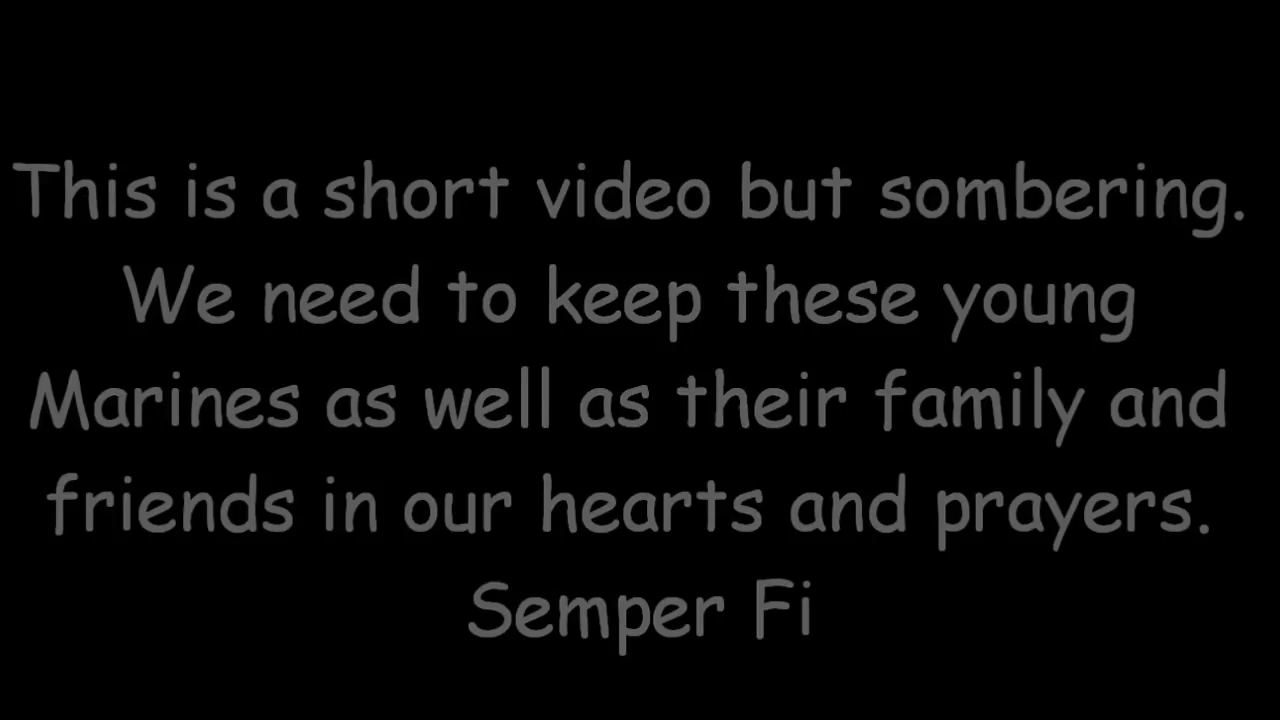 This is a short video but sombering.
We need to keep these young
Marines as well as their family and
friends in our hearts and prayers.
Semper Fi